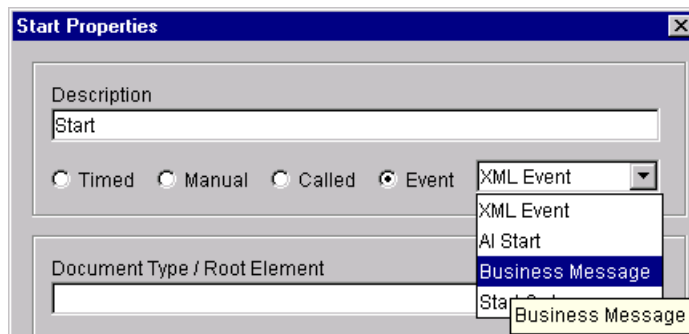 Start Properties
Description
Start
Timed Manual Called Event XML Event
XML Event
AI Start
Document Type / Root Element
Business Message
Business Message